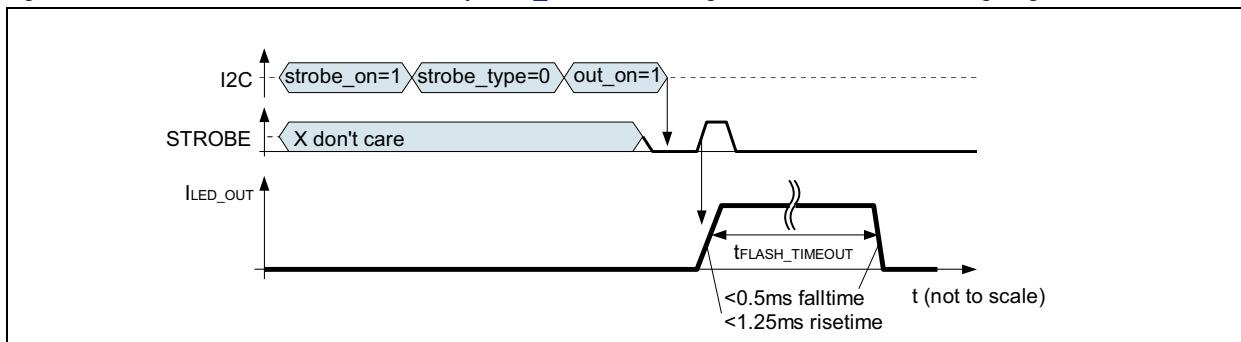 I2C strobe_on=1 strobe_type=0 out_on=1
STROBE X don't care
ILED_OUT
tFLASH_TIMEOUT
<0.5ms falltime t (not to scale)
<1.25ms risetime